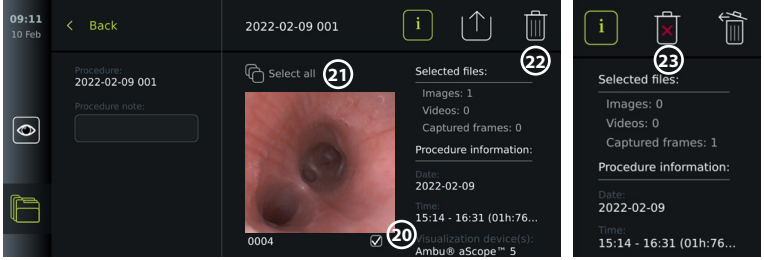 09:11
10 Feb
Back
2022-02-09 001
i
Procedure:
2022-02-09 001
Procedure note:
Select all
21
22
Selected files:
Images: 1
Videos: 0
Captured frames: 0
Procedure information:
Date:
2022-02-09
Time:
15:14 - 16:31 (01h:76...
Visualization device(s):
Ambu® aScope™ 5
0004
20
i
23
Selected files:
Images: 0
Videos: 0
Captured frames: 1
Procedure information:
Date:
2022-02-09
Time:
15:14 - 16:31 (01h:76...